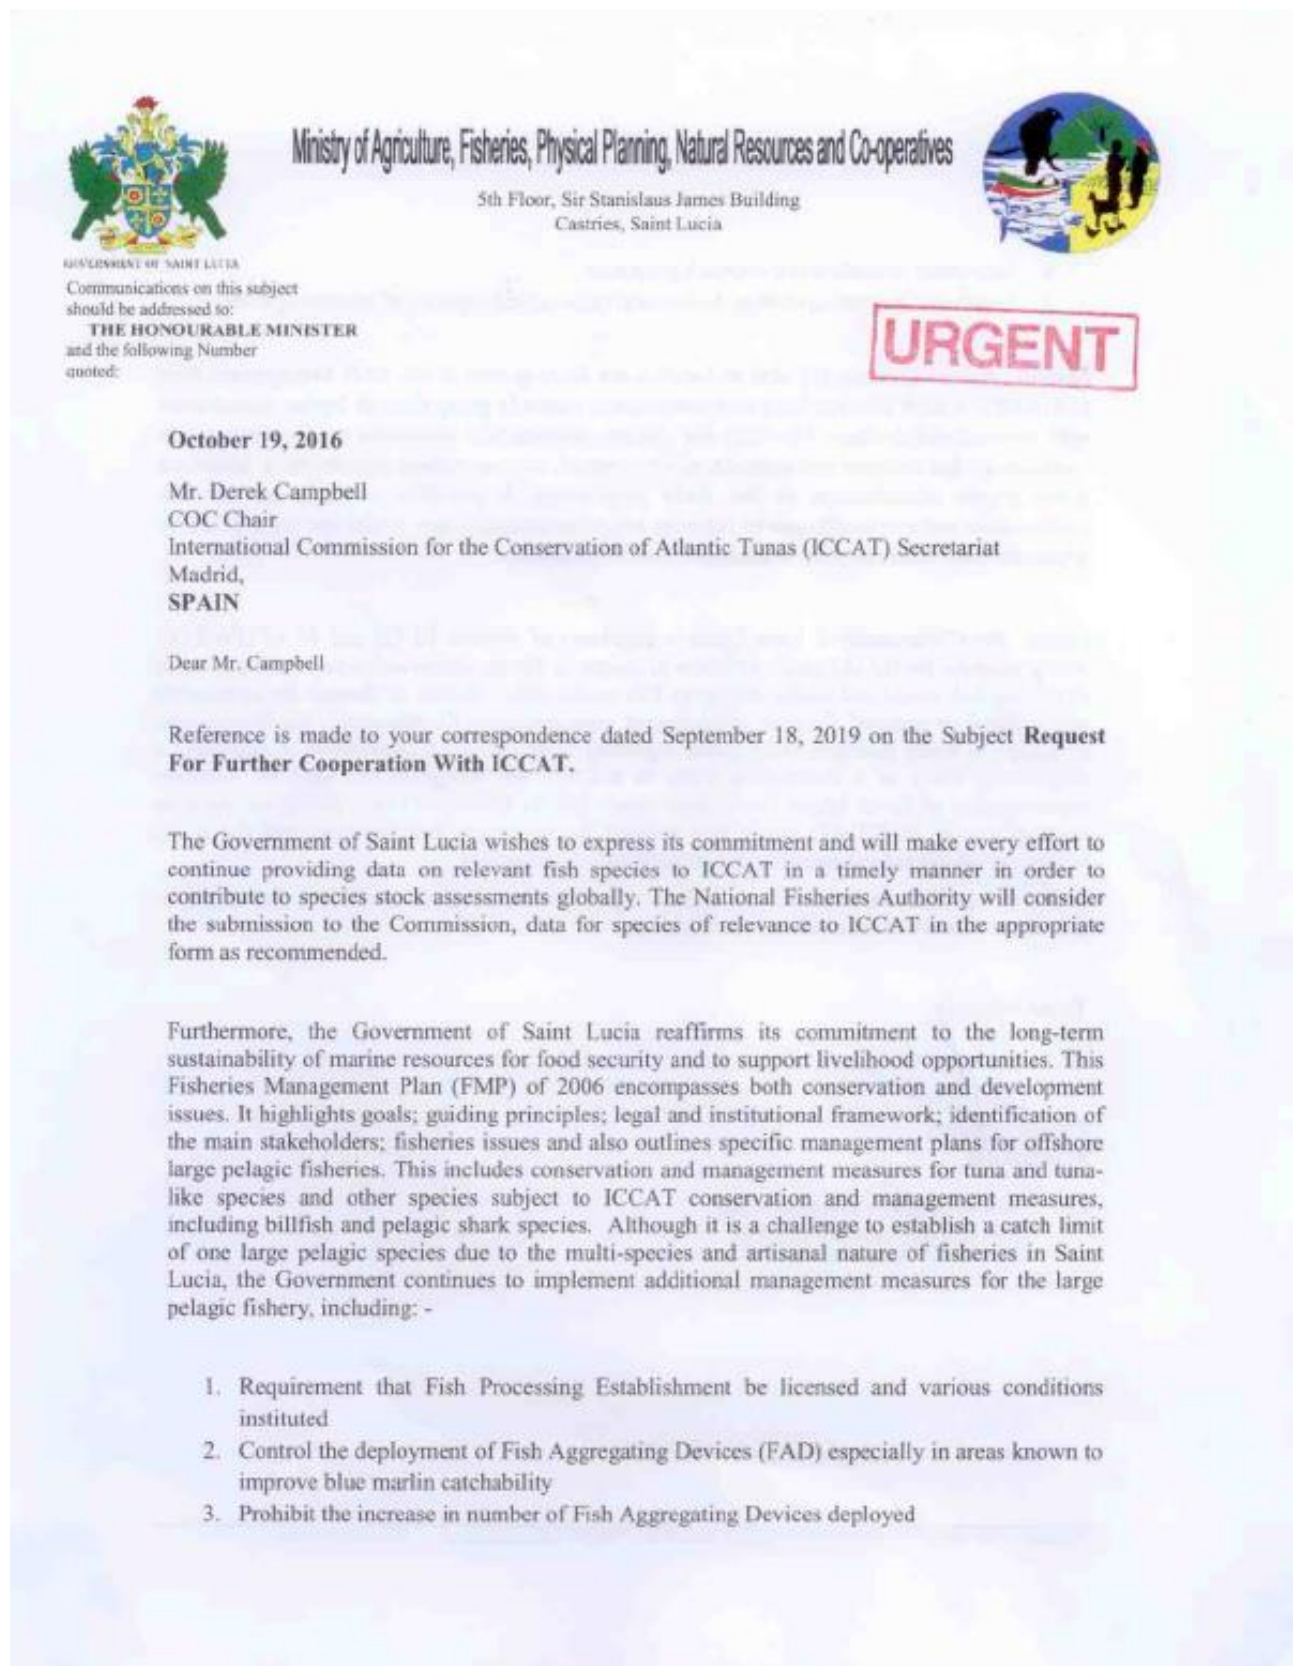 Ministry of Agriculture, Fisheries, Physical Planning, Natural Resources and Co-operatives
5th Floor, Sir Stanislaus James Building
Castries, Saint Lucia
GOVERNMENT OF SAINT LUCIA
Communications on this subject
should be addressed to:
THE HONOURABLE MINISTER
and the following Number
quoted:
URGENT
October 19, 2016
Mr. Derek Campbell
COC Chair
International Commission for the Conservation of Atlantic Tunas (ICCAT) Secretariat
Madrid,
SPAIN
Dear Mr. Campbell
Reference is made to your correspondence dated September 18, 2019 on the Subject Request
For Further Cooperation With ICCAT.
The Government of Saint Lucia wishes to express its commitment and will make every effort to
continue providing data on relevant fish species to ICCAT in a timely manner in order to
contribute to species stock assessments globally. The National Fisheries Authority will consider
the submission to the Commission, data for species of relevance to ICCAT in the appropriate
form as recommended.
Furthermore, the Government of Saint Lucia reaffirms its commitment to the long-term
sustainability of marine resources for food security and to support livelihood opportunities. This
Fisheries Management Plan (FMP) of 2006 encompasses both conservation and development
issues. It highlights goals; guiding principles; legal and institutional framework; identification of
the main stakeholders; fisheries issues and also outlines specific management plans for offshore
large pelagic fisheries. This includes conservation and management measures for tuna and tuna-
like species and other species subject to ICCAT conservation and management measures,
including billfish and pelagic shark species. Although it is a challenge to establish a catch limit
of one large pelagic species due to the multi-species and artisanal nature of fisheries in Saint
Lucia, the Government continues to implement additional management measures for the large
pelagic fishery, including: -
1. Requirement that Fish Processing Establishment be licensed and various conditions
instituted
2. Control the deployment of Fish Aggregating Devices (FAD) especially in areas known to
improve blue marlin catchability
3. Prohibit the increase in number of Fish Aggregating Devices deployed